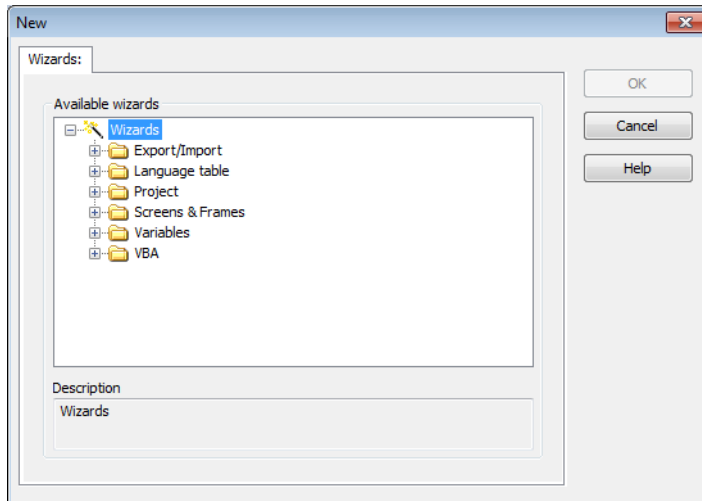 New
Wizards:
OK
Available wizards
Wizards
Cancel
Export/Import
Language table
Help
Project
Screens & Frames
Variables
VBA
Description
Wizards